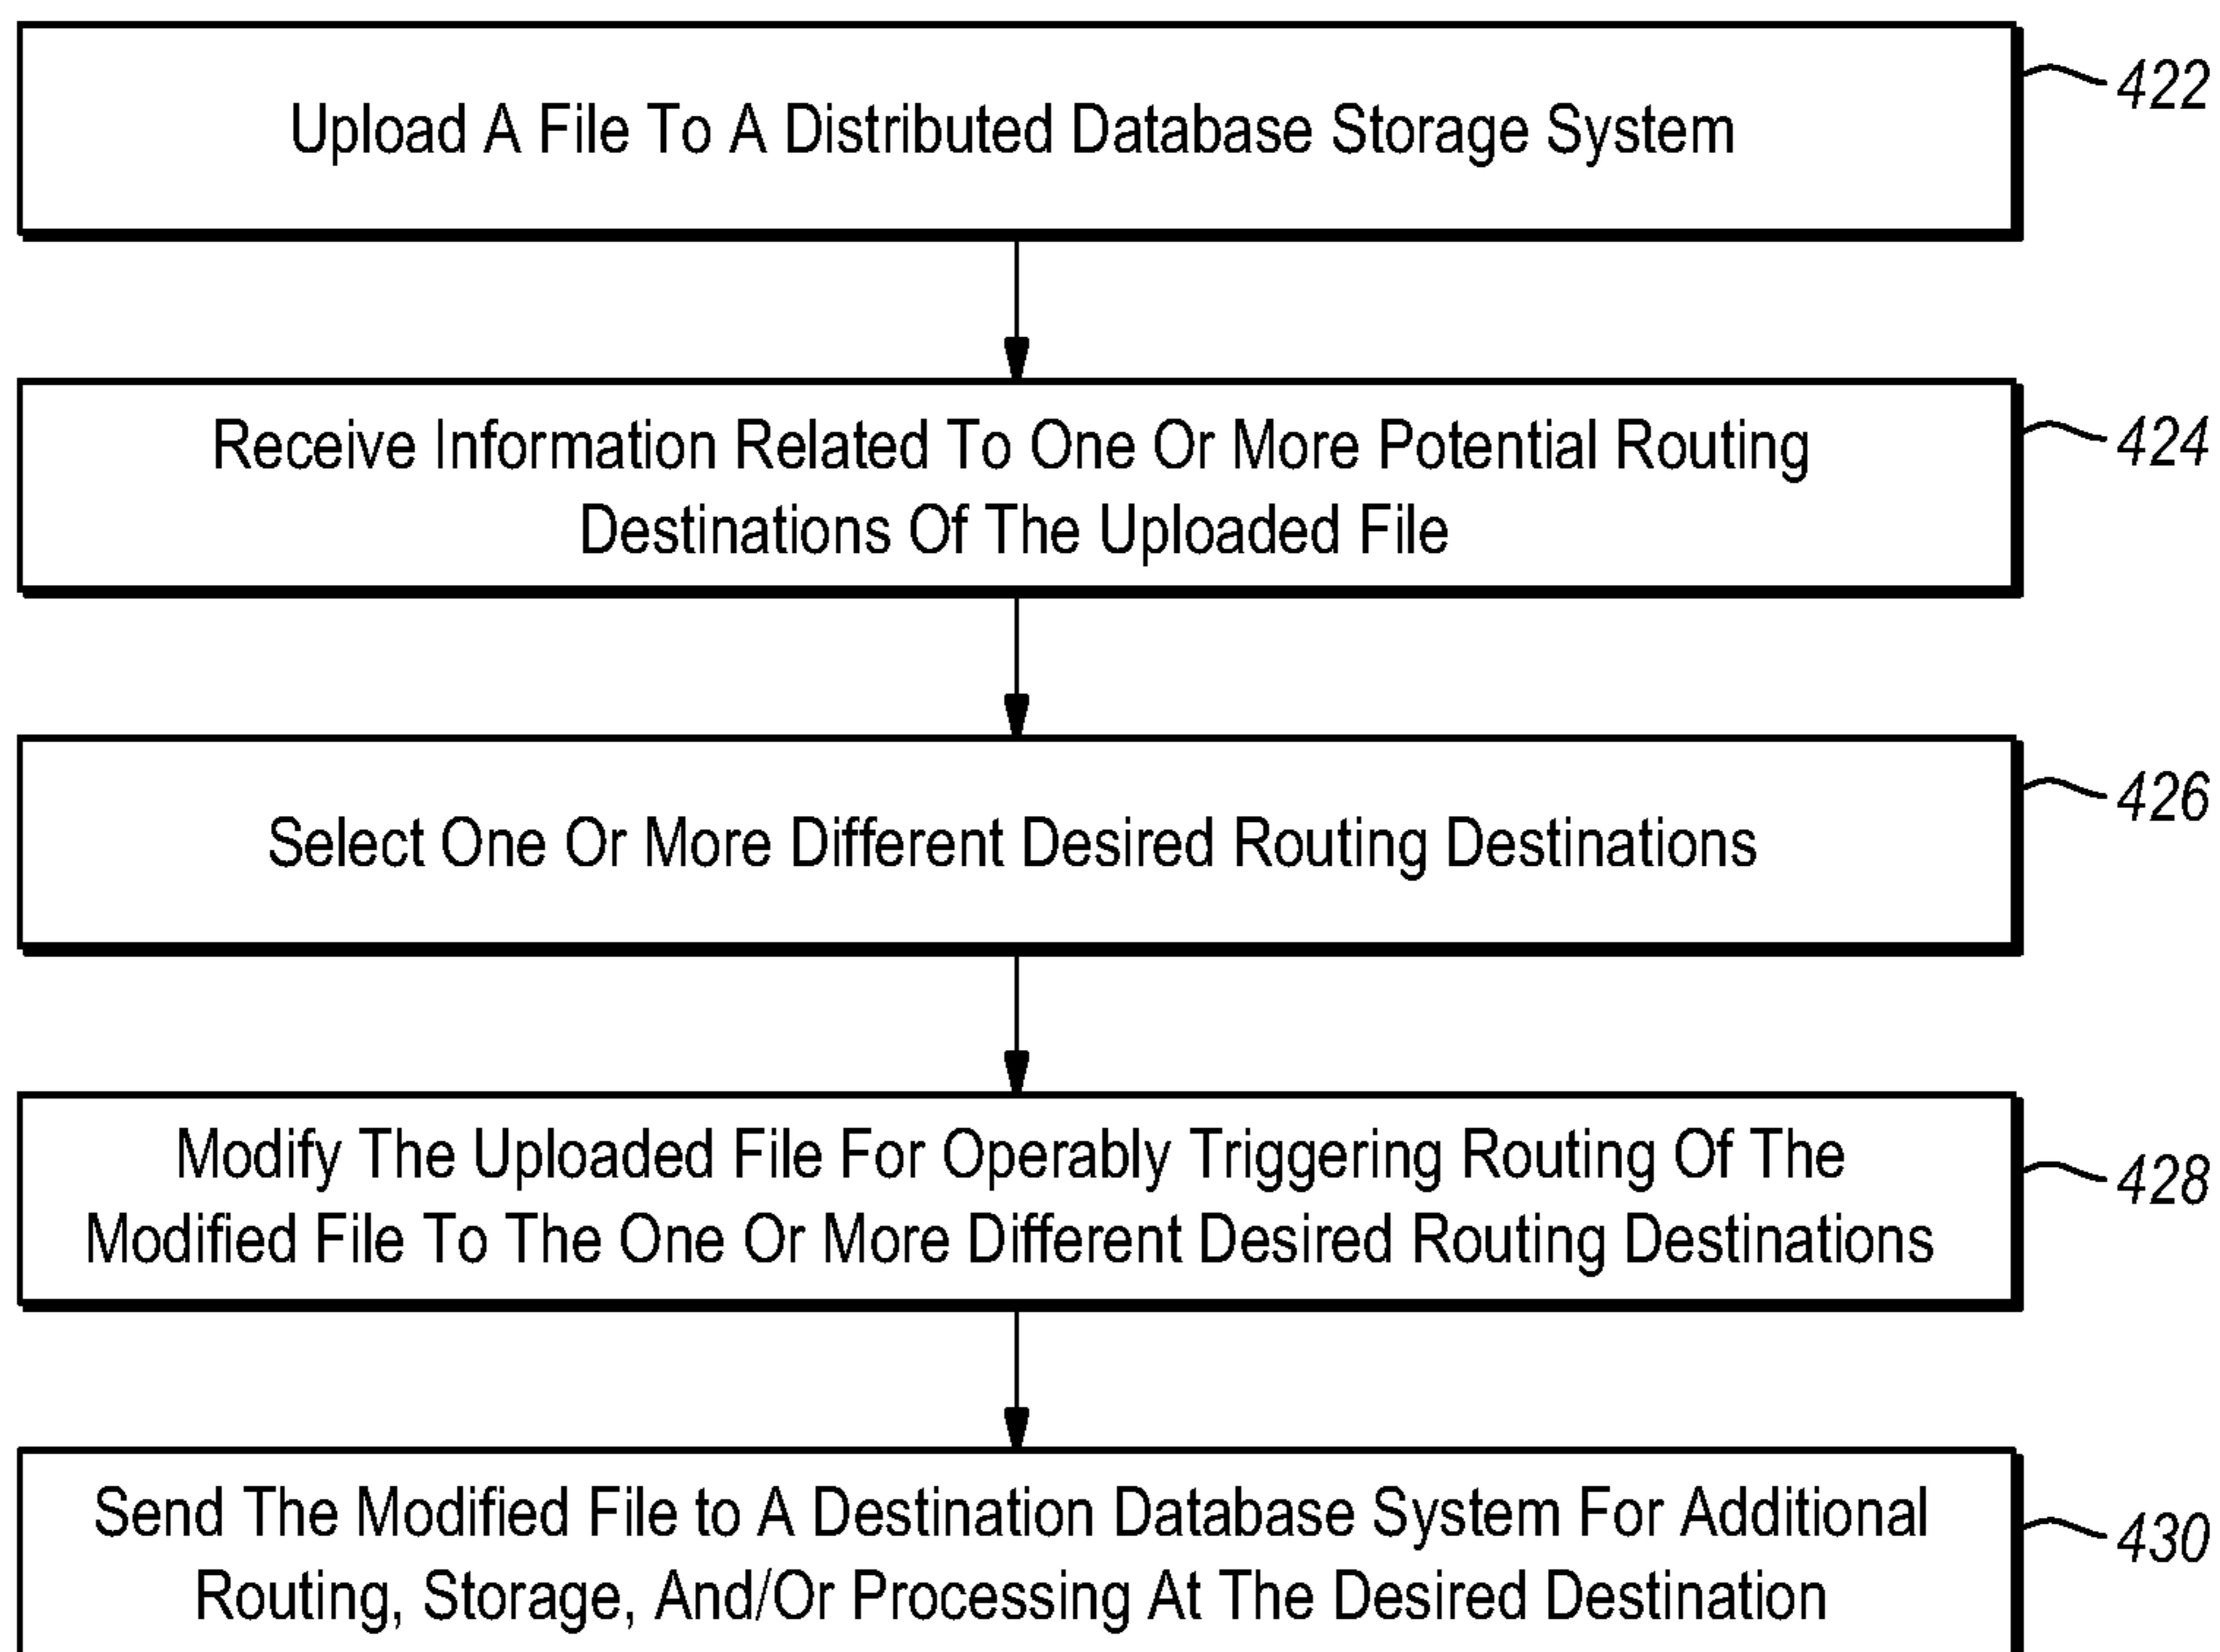 Upload A File To A Distributed Database Storage System
422
Receive Information Related To One Or More Potential Routing
Destinations Of The Uploaded File
424
Select One Or More Different Desired Routing Destinations
426
Modify The Uploaded File For Operably Triggering Routing Of The
Modified File To The One Or More Different Desired Routing Destinations
428
Send The Modified File to A Destination Database System For Additional
Routing, Storage, And/Or Processing At The Desired Destination
430